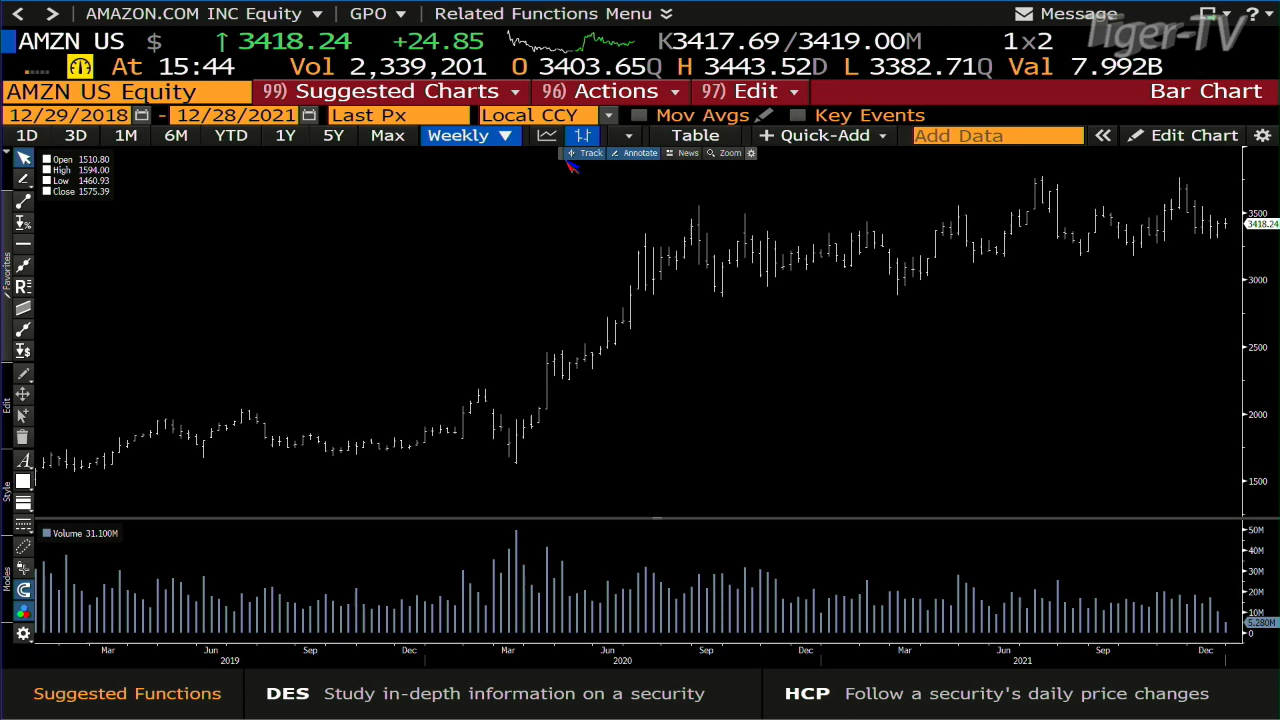 AMAZON.COM INC Equity GPO Related Functions Menu Message ?
Tiger-TV
AMZN US $ ↑ 3418.24 +24.85 K3417.69 /3419.00M 1×2
At 15:44 Vol 2,339,201 O 3403.65Q H 3443.52D L 3382.71Q Val 7.992B
AMZN US Equity 99) Suggested Charts 96) Actions 97) Edit Bar Chart
12/29/2018 - 12/28/2021 Last Px Local CCY Mov Avgs Key Events
1D 3D 1M 6M YTD 1Y 5Y Max Weekly ▼ Table + Quick-Add Add Data « Edit Chart
Track Annotate News Zoom
Open 1510.80
High 1594.00
Low 1460.93
Close 1575.39
3500
3418.24
3000
2500
2000
1500
Favorites
Edit
Style
Modes
Volume 31.100M
50M
40M
30M
20M
10M
5.280M
0
Mar Jun Sep Dec Mar Jun Sep Dec Mar Jun Sep Dec
2019 2020 2021
Suggested Functions DES Study in-depth information on a security HCP Follow a security's daily price changes